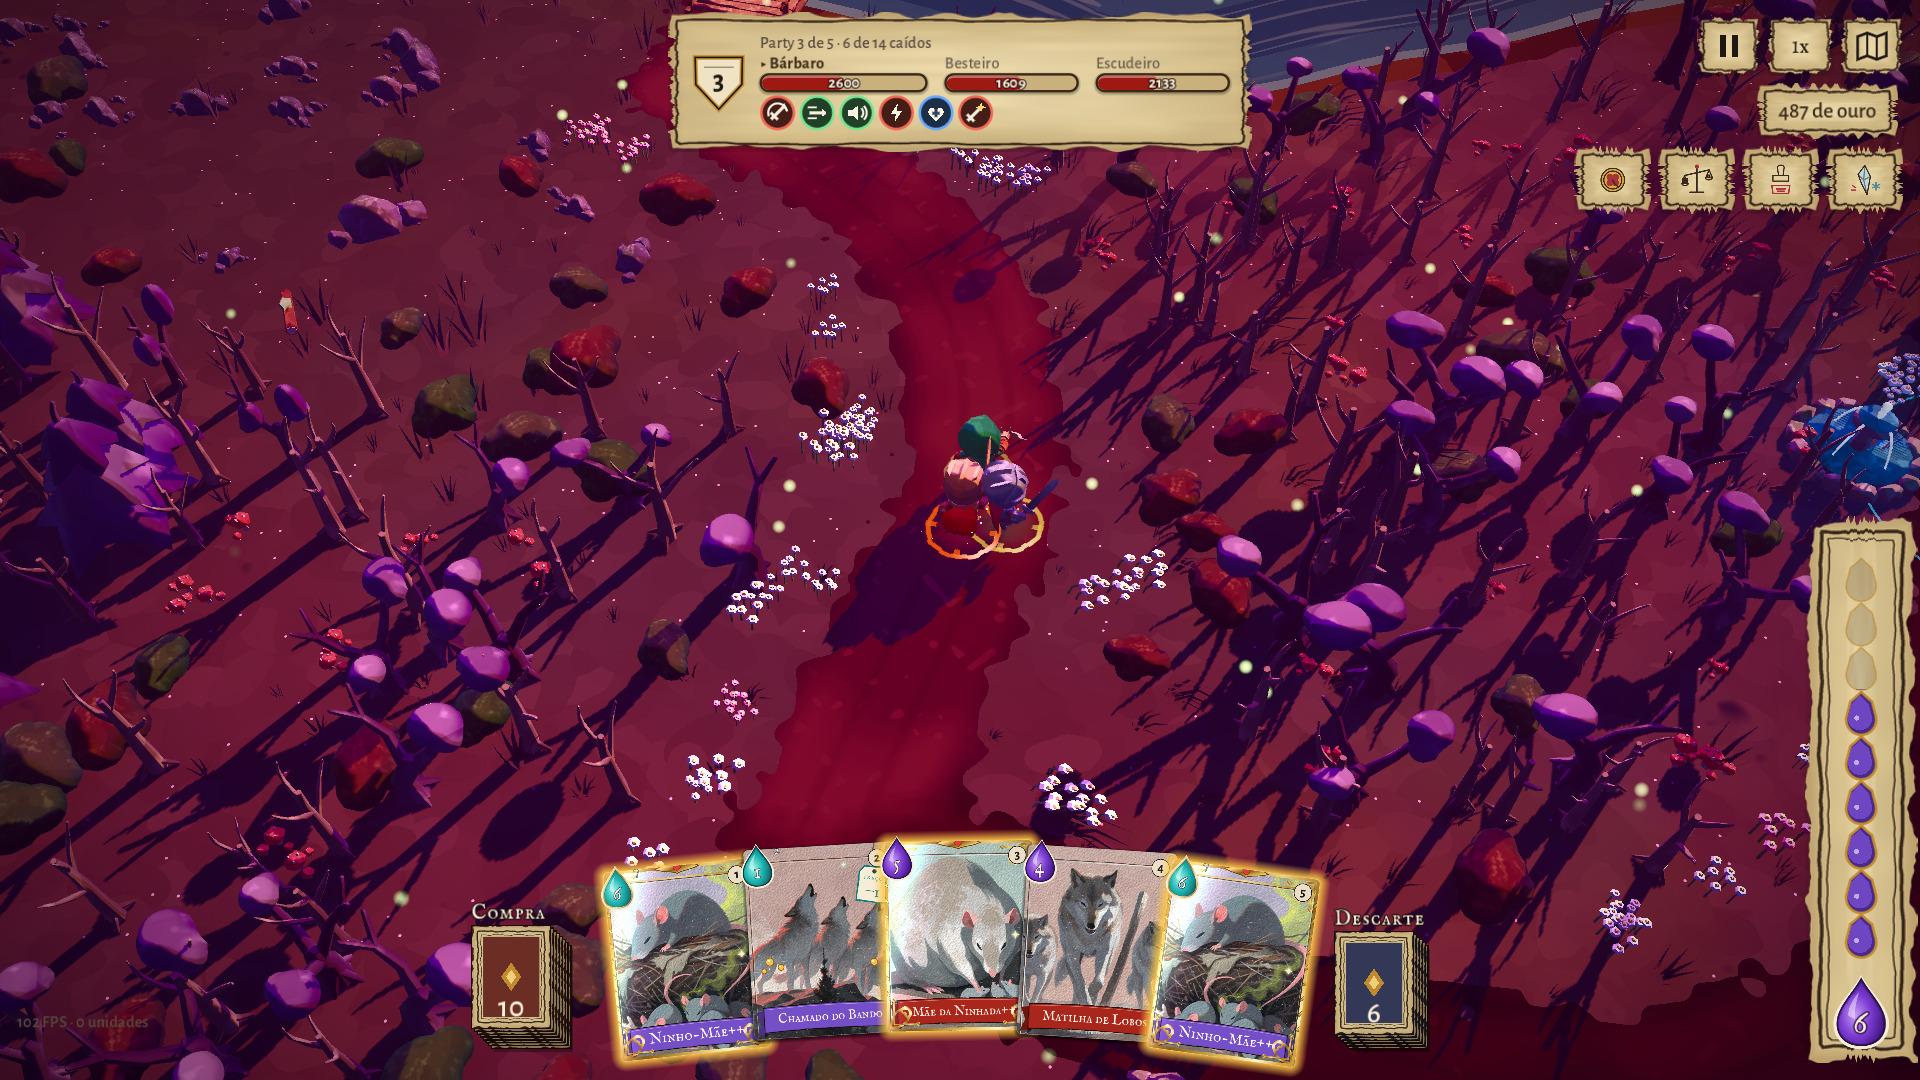 Party 3 de 5 · 6 de 14 caídos
3
Bárbaro
Besteiro
Escudeiro
2600
1609
2133
1x
487 de ouro
Compra
10
6
1
Ninho-Mãe++
1
2
-1
Chamado do Bando
5
3
Mãe da Ninhada+
4
4
Matilha de Lobos
6
5
Ninho-Mãe++
Descarte
6
6
102 FPS · 0 unidades